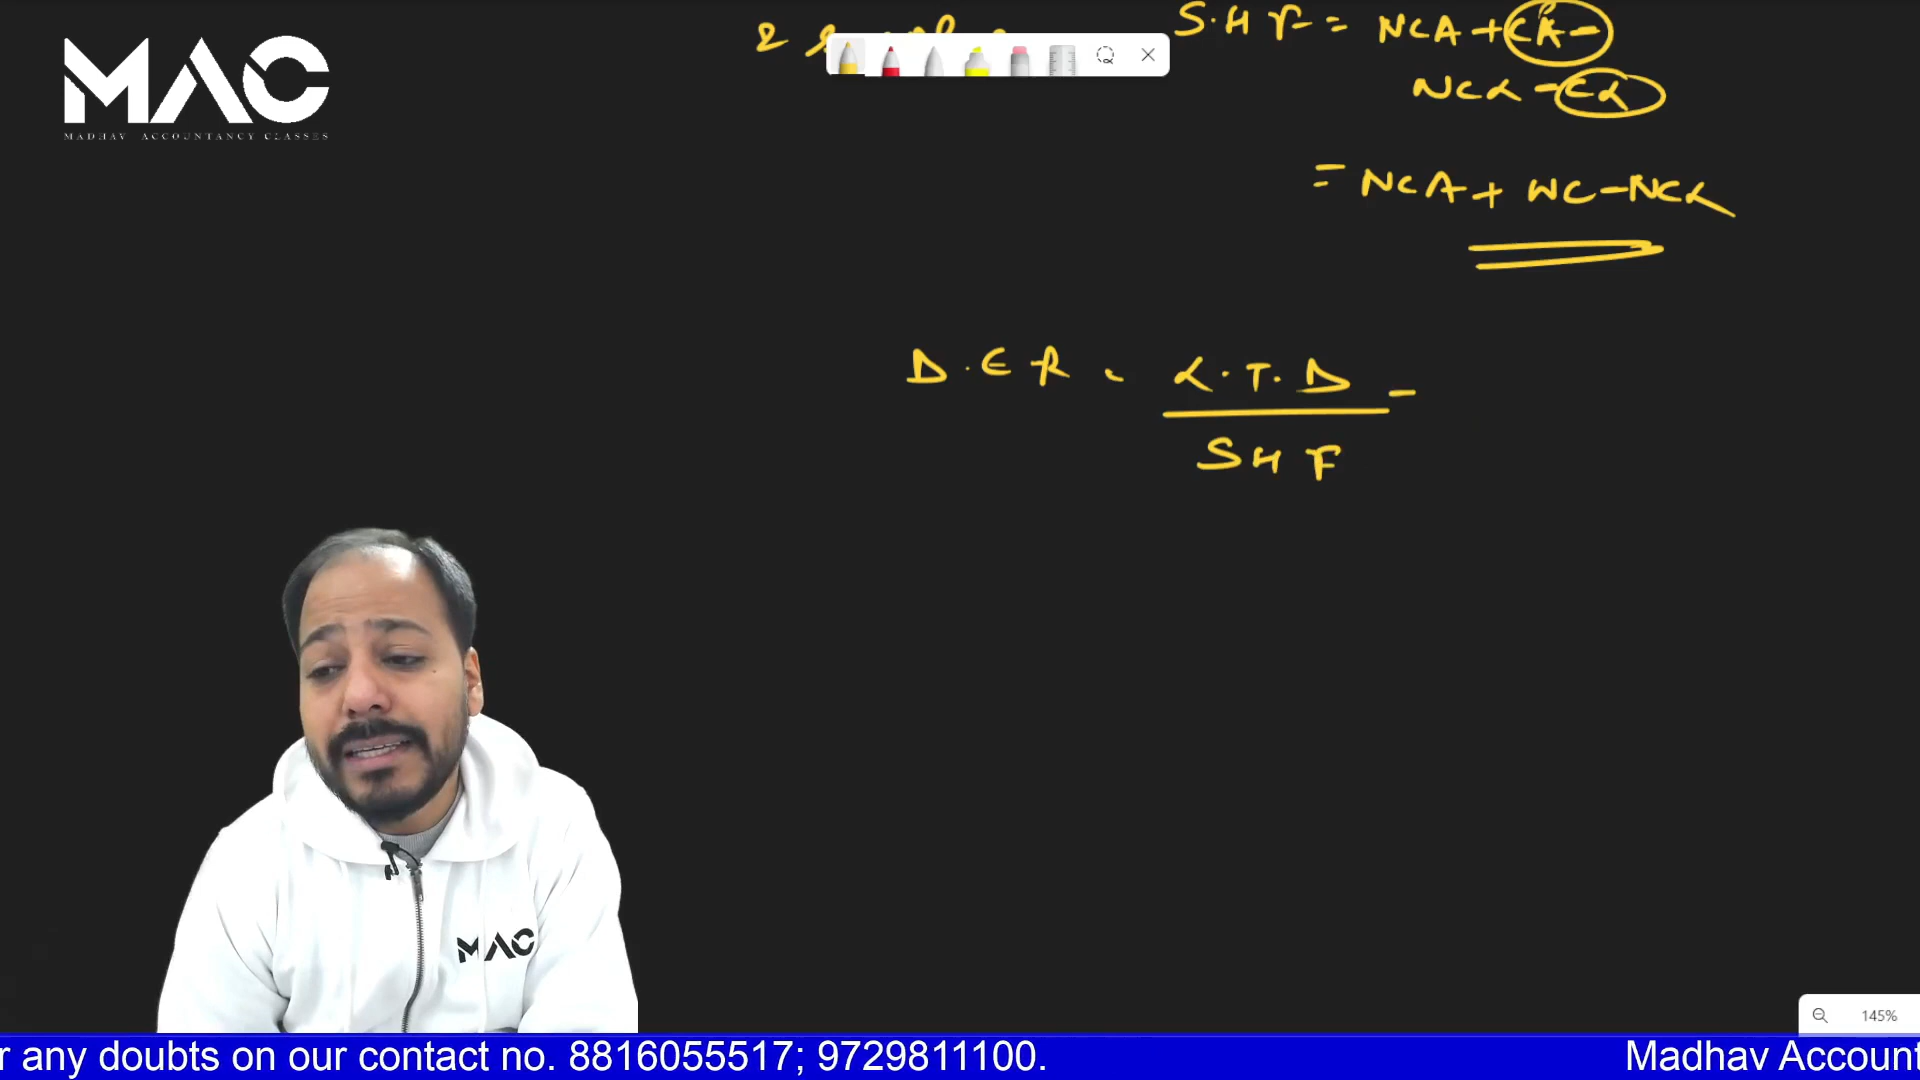 S.H F = NCA + CA -
NCL - CL
= NCA + WC - NCL
D.E R = L.T.D -
SHF
MAC
MADHAV ACCOUNTANCY CLASSES
MAC
145%
r any doubts on our contact no. 8816055517; 9729811100. Madhav Account